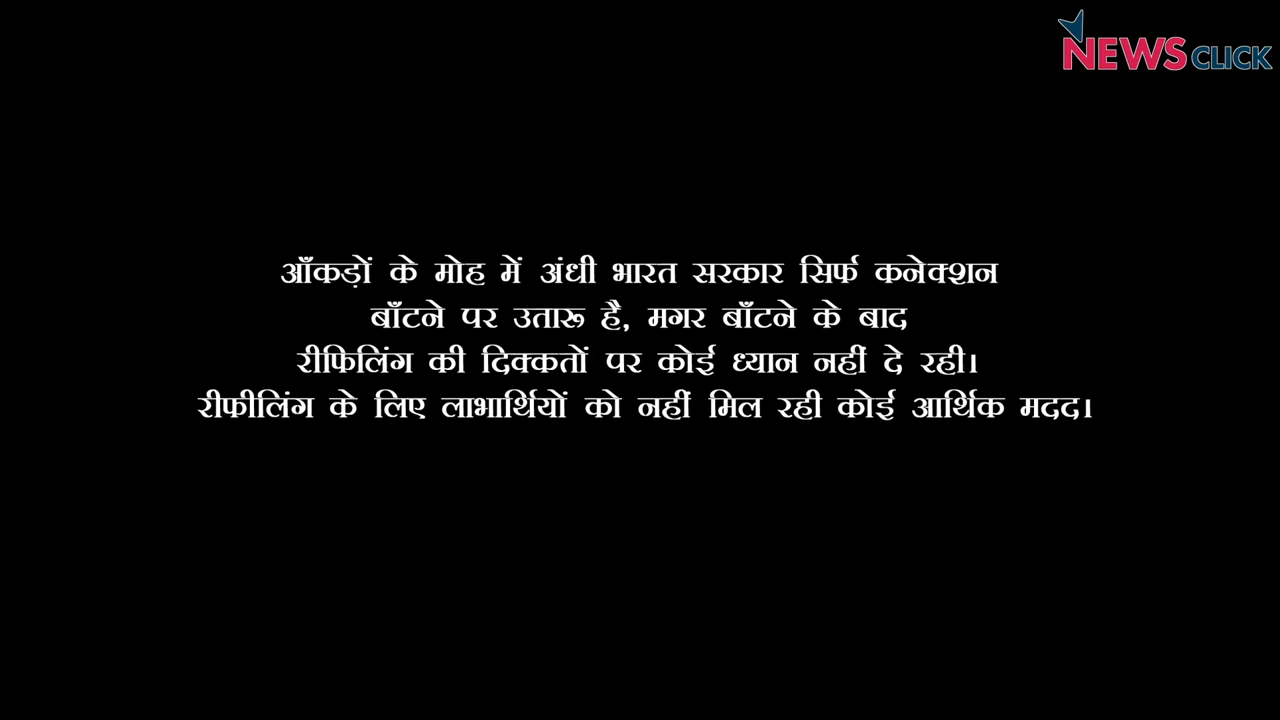 NEWSCLICK
आँकड़ों के मोह में अंधी भारत सरकार सिर्फ कनेक्शन
बाँटने पर उतारू है, मगर बाँटने के बाद
रीफिलिंग की दिक्कतों पर कोई ध्यान नहीं दे रही।
रीफीलिंग के लिए लाभार्थियों को नहीं मिल रही कोई आर्थिक मदद।